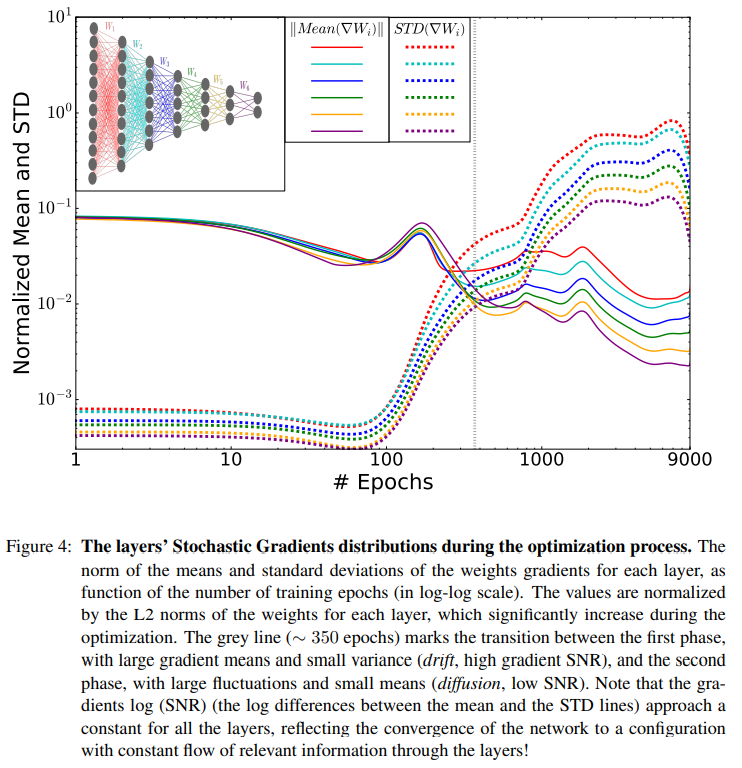 10^1
W_1
W_2
W_3
W_4
W_5
W_6
‖Mean(∇W_i)‖ STD(∇W_i)
10^0
10^{-1}
10^{-2}
10^{-3}
Normalized Mean and STD
1 10 100 1000 9000
# Epochs
Figure 4: The layers' Stochastic Gradients distributions during the optimization process. The
norm of the means and standard deviations of the weights gradients for each layer, as
function of the number of training epochs (in log-log scale). The values are normalized
by the L2 norms of the weights for each layer, which significantly increase during the
optimization. The grey line (∼ 350 epochs) marks the transition between the first phase,
with large gradient means and small variance (drift, high gradient SNR), and the second
phase, with large fluctuations and small means (diffusion, low SNR). Note that the gra-
dients log (SNR) (the log differences between the mean and the STD lines) approach a
constant for all the layers, reflecting the convergence of the network to a configuration
with constant flow of relevant information through the layers!